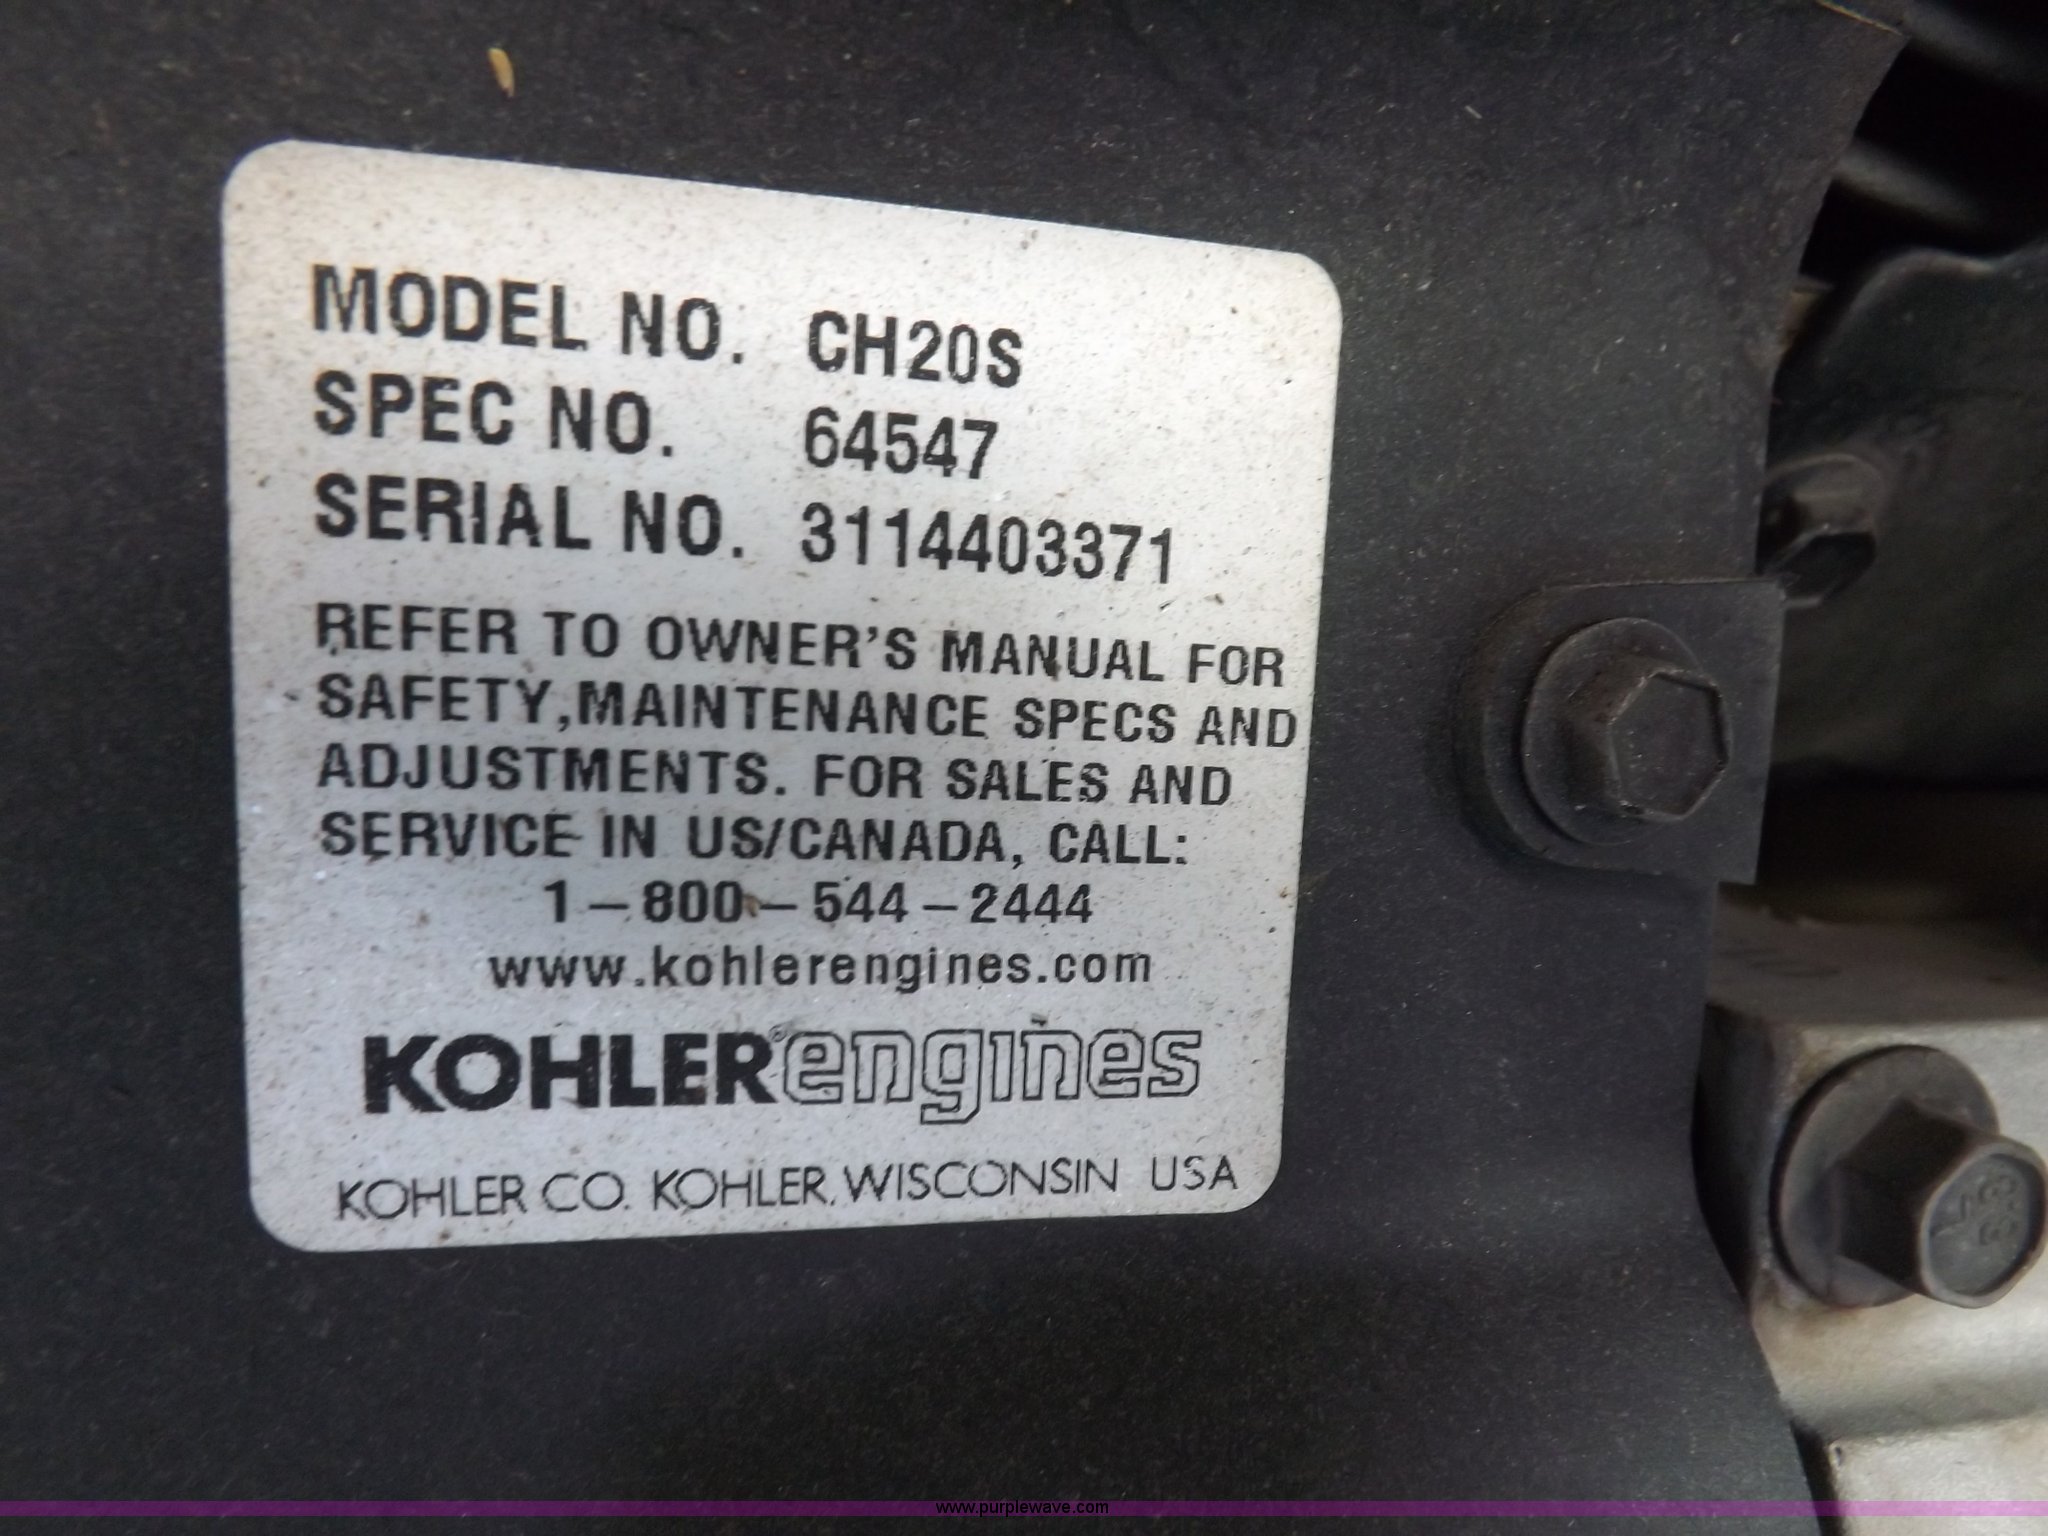 MODEL NO. CH20S
SPEC NO. 64547
SERIAL NO. 3114403371
REFER TO OWNER'S MANUAL FOR
SAFETY,MAINTENANCE SPECS AND
ADJUSTMENTS. FOR SALES AND
SERVICE IN US/CANADA, CALL:
1-800-544-2444
www.kohlerengines.com
KOHLER® engines
KOHLER CO. KOHLER, WISCONSIN USA
www.purplewave.com